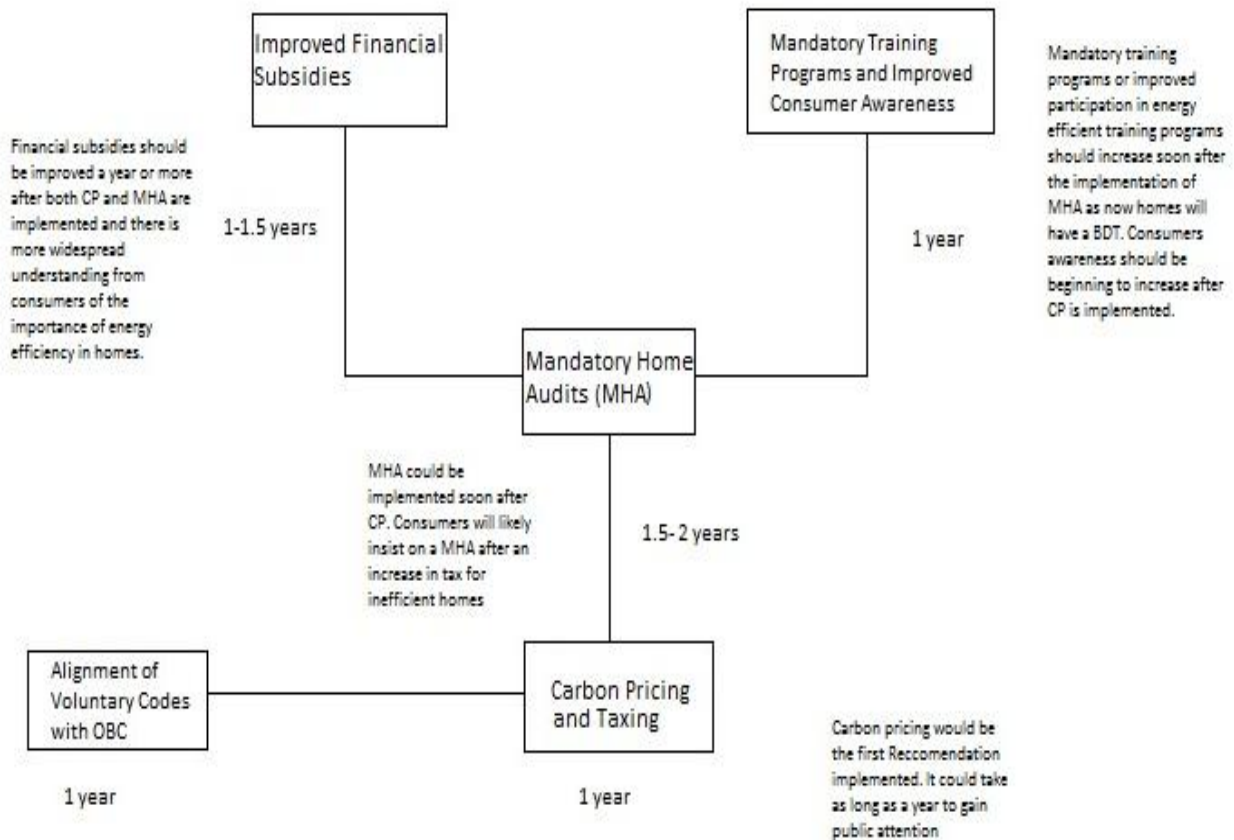 Improved Financial
Subsidies
Mandatory Training
Programs and Improved
Consumer Awareness
Mandatory training
programs or improved
participation in energy
efficient training programs
should increase soon after
the implementation of
MHA as now homes will
have a BDT. Consumers
awareness should be
beginning to increase after
CP is implemented.
Financial subsidies should
be improved a year or more
after both CP and MHA are
implemented and there is
more widespread
understanding from
consumers of the
importance of energy
efficiency in homes.
1-1.5 years
1 year
Mandatory Home
Audits (MHA)
MHA could be
implemented soon after
CP. Consumers will likely
insist on a MHA after an
increase in tax for
inefficient homes
1.5- 2 years
Alignment of
Voluntary Codes
with OBC
Carbon Pricing
and Taxing
1 year
1 year
Carbon pricing would be
the first Reccomendation
implemented. It could take
as long as a year to gain
public attention